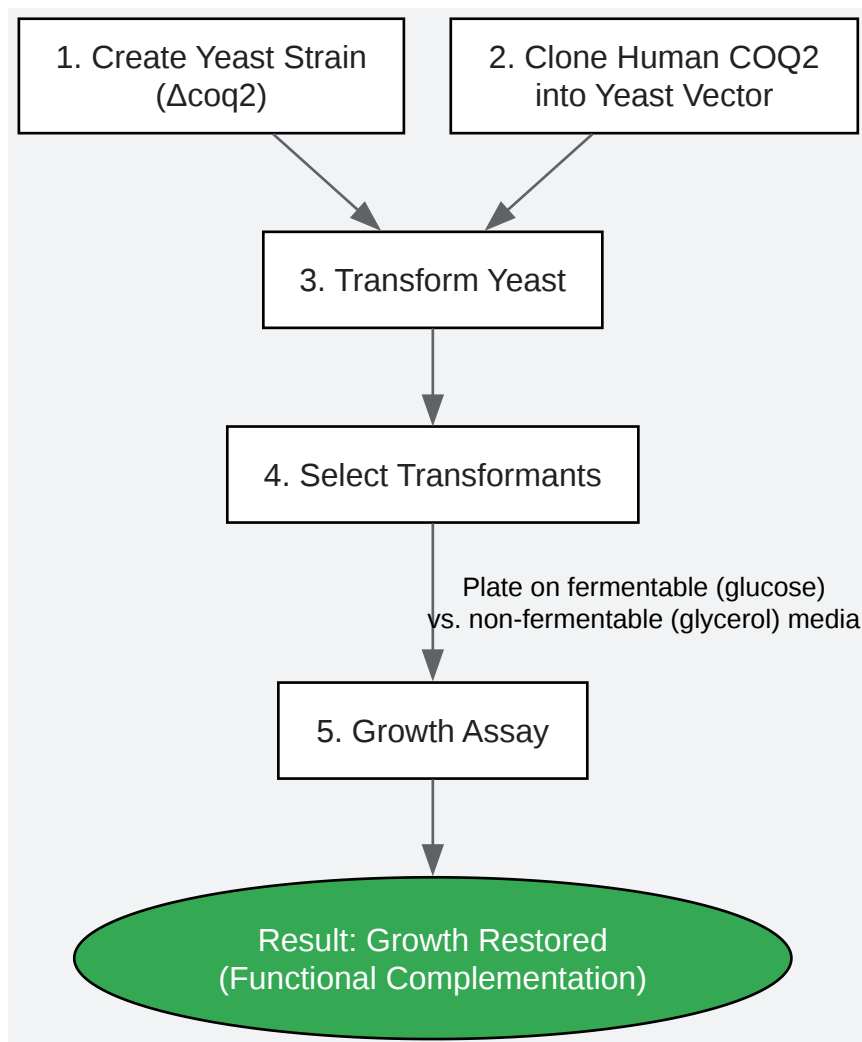 1. Create Yeast Strain
(Δcoq2)
2. Clone Human COQ2
into Yeast Vector
3. Transform Yeast
4. Select Transformants
Plate on fermentable (glucose)
vs. non-fermentable (glycerol) media
5. Growth Assay
Result: Growth Restored
(Functional Complementation)